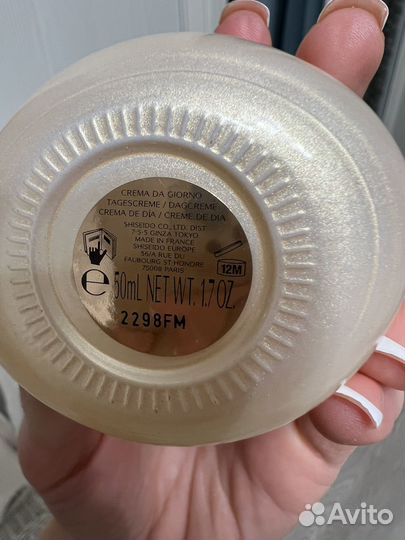 CREMA DA GIORNO
TAGESCREME / DAGCREME
CREMA DE DÍA / CREME DE DIA
SHISEIDO CO., LTD. DIST
7-5-5 GINZA TOKYO
MADE IN FRANCE
SHISEIDO EUROPE
56/A RUE DU
FAUBOURG ST HONORE
75008 PARIS
12M
e 50mL NET WT. 1.7 OZ.
2298FM
Avito